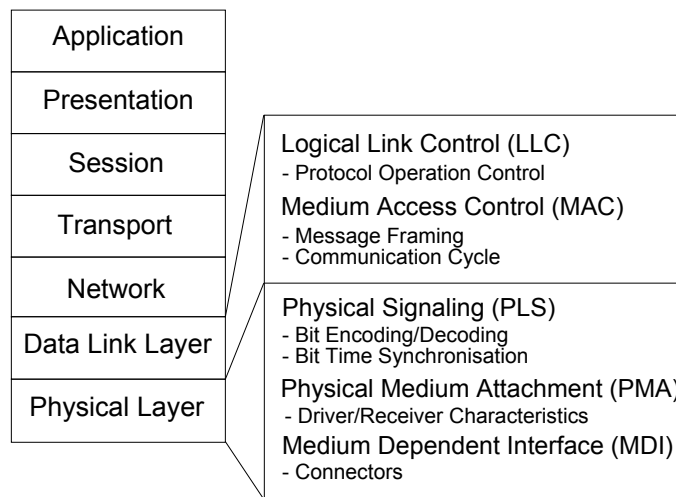 Application
Presentation
Session
Transport
Network
Data Link Layer
Physical Layer
Logical Link Control (LLC)
- Protocol Operation Control
Medium Access Control (MAC)
- Message Framing
- Communication Cycle
Physical Signaling (PLS)
- Bit Encoding/Decoding
- Bit Time Synchronisation
Physical Medium Attachment (PMA)
- Driver/Receiver Characteristics
Medium Dependent Interface (MDI)
- Connectors